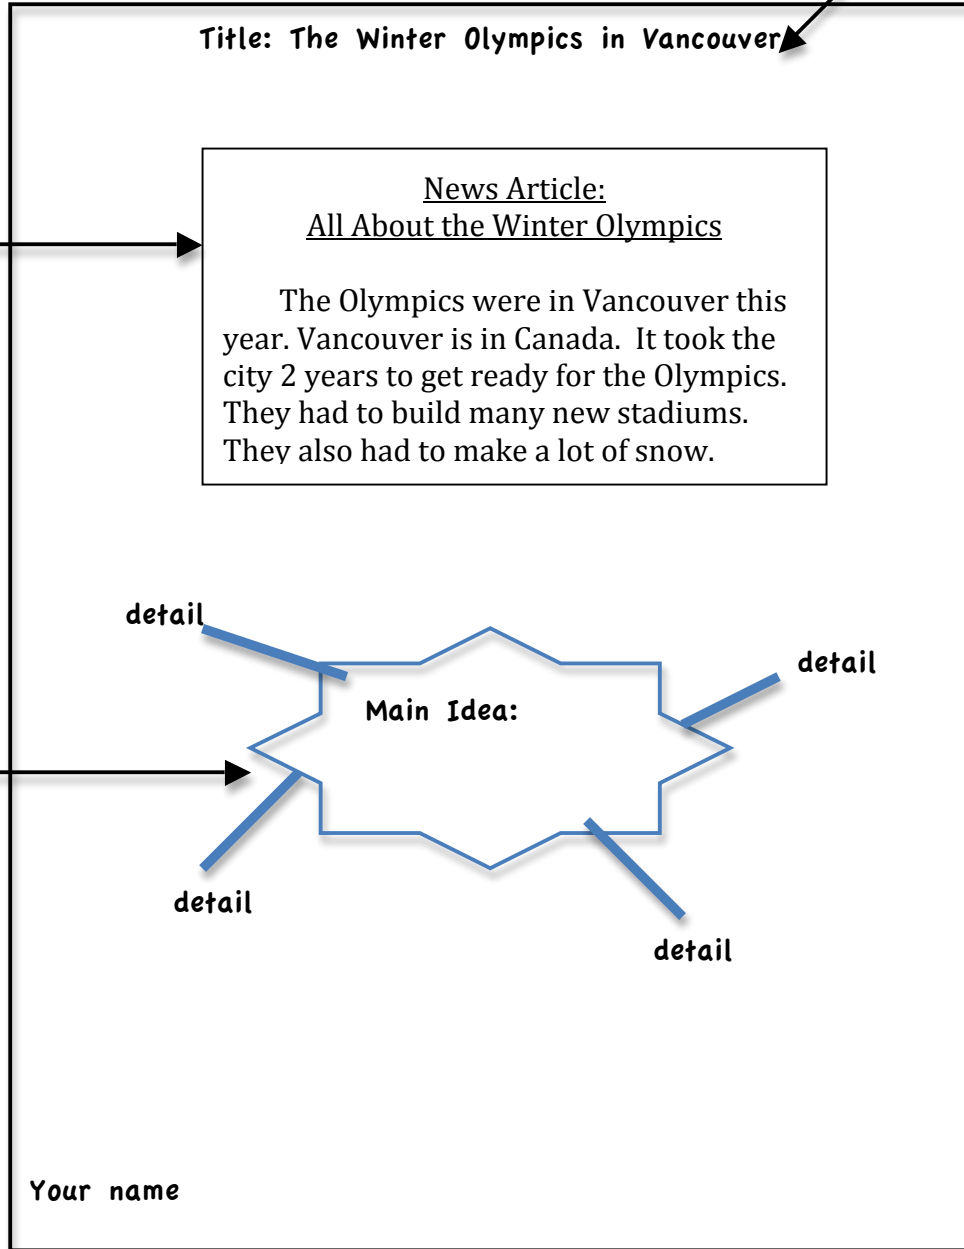 Title: The Winter Olympics in Vancouver
News Article:
All About the Winter Olympics
The Olympics were in Vancouver this
year. Vancouver is in Canada.  It took the
city 2 years to get ready for the Olympics.
They had to build many new stadiums.
They also had to make a lot of snow.
detail
detail
Main Idea:
detail
detail
Your name